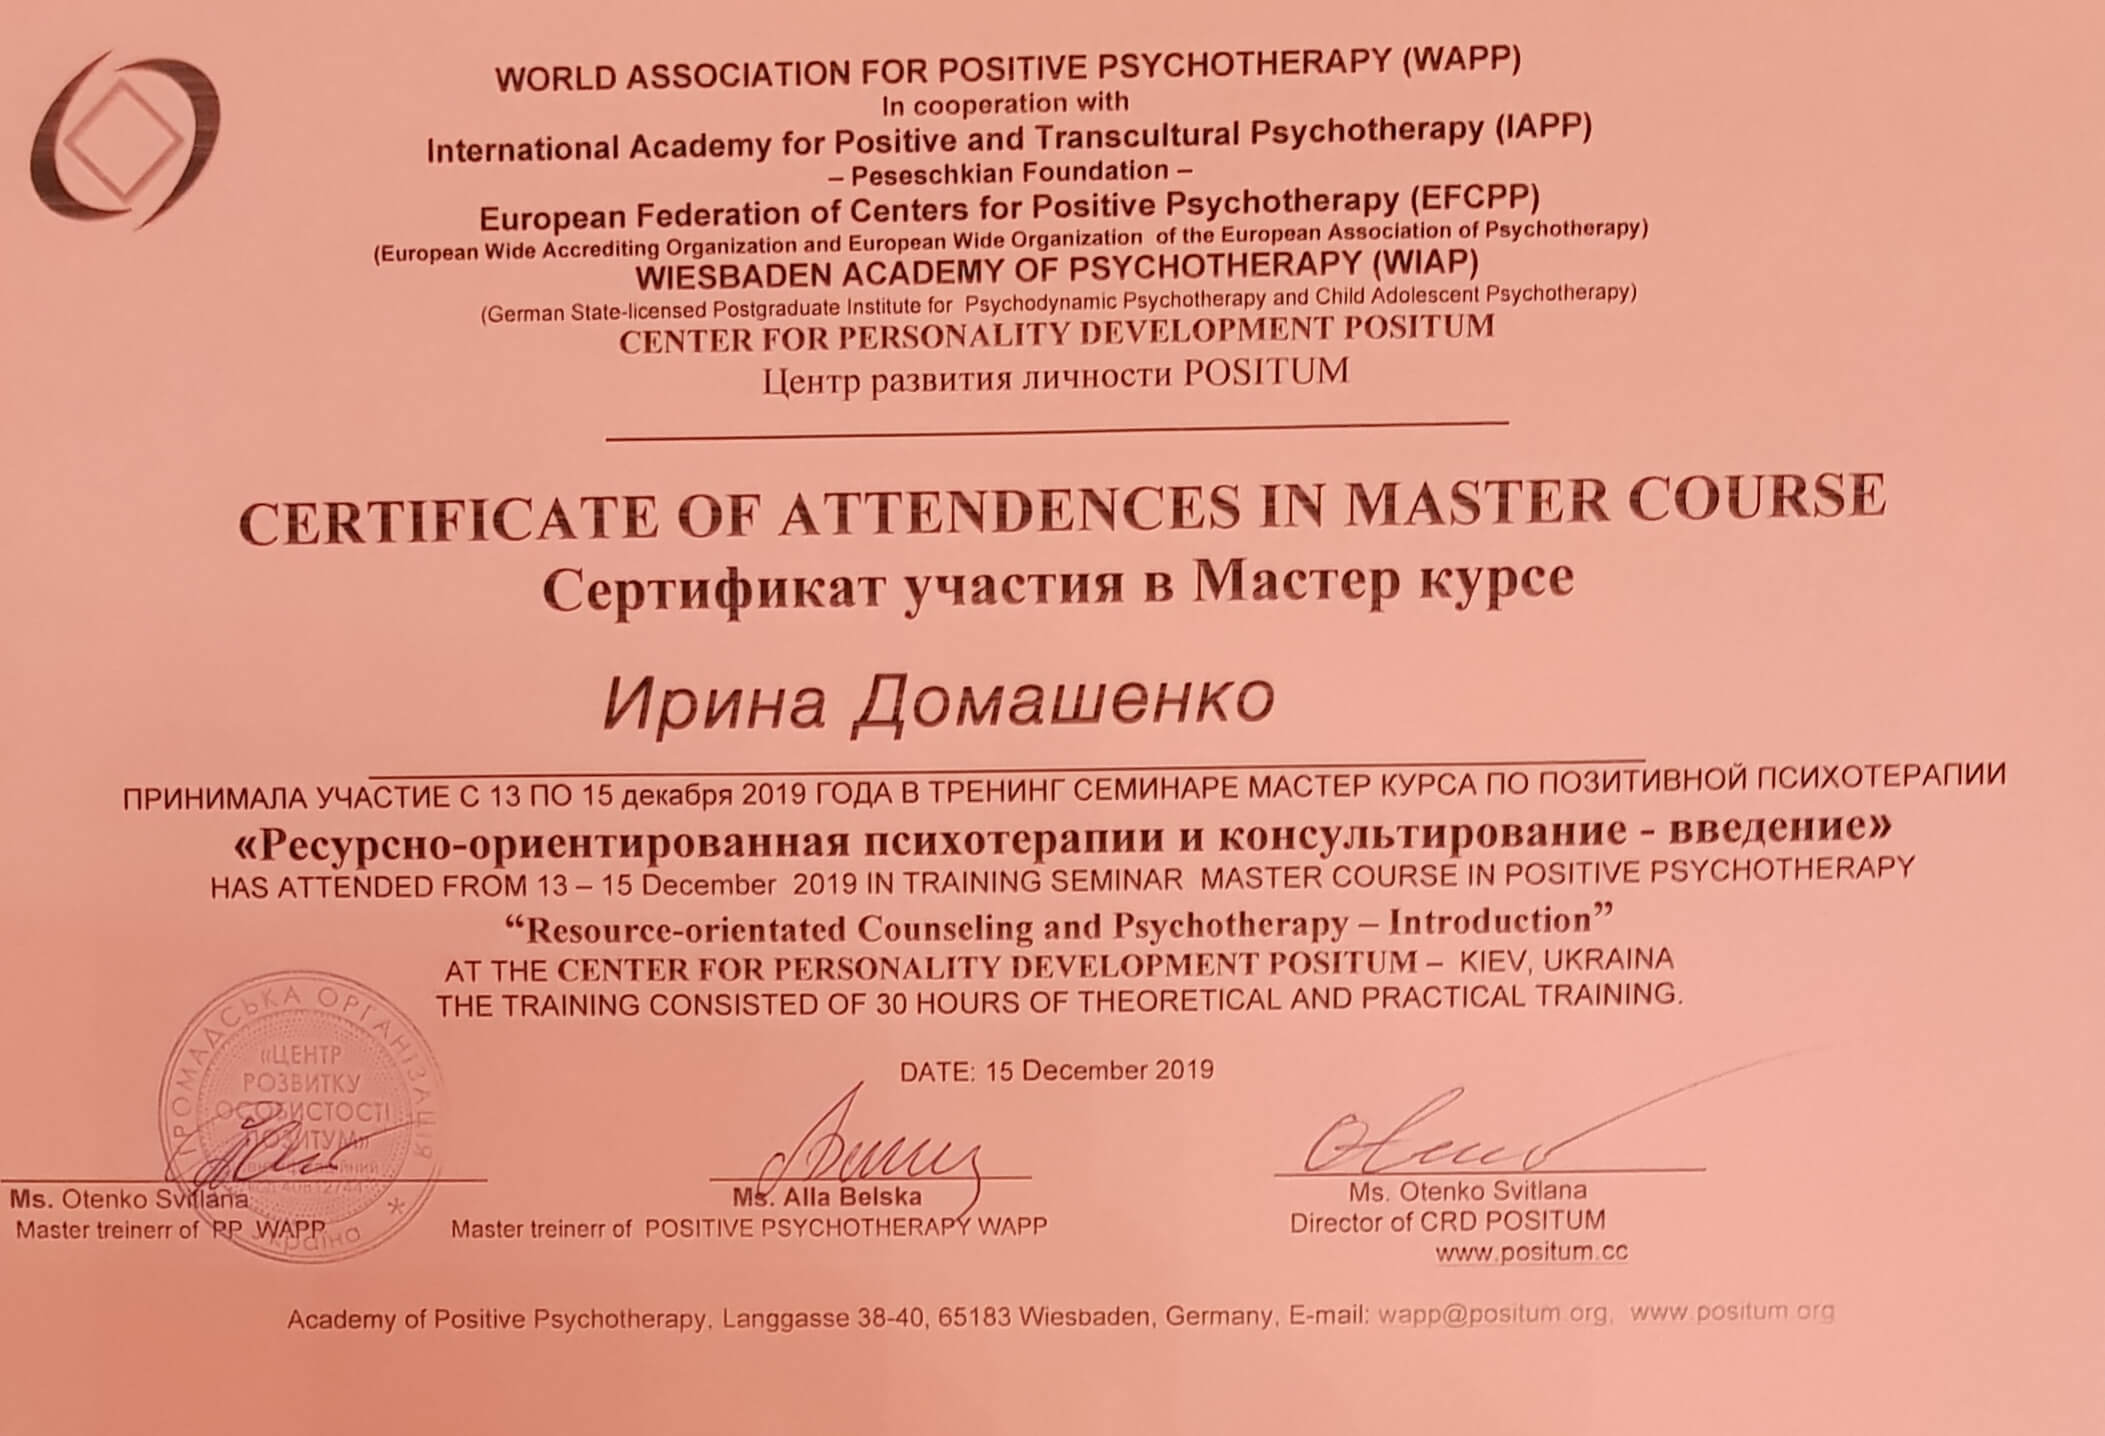 WORLD ASSOCIATION FOR POSITIVE PSYCHOTHERAPY (WAPP)
In cooperation with
International Academy for Positive and Transcultural Psychotherapy (IAPP)
– Peseschkian Foundation –
European Federation of Centers for Positive Psychotherapy (EFCPP)
(European Wide Accrediting Organization and European Wide Organization of the European Association of Psychotherapy)
WIESBADEN ACADEMY OF PSYCHOTHERAPY (WIAP)
(German State-licensed Postgraduate Institute for Psychodynamic Psychotherapy and Child Adolescent Psychotherapy)
CENTER FOR PERSONALITY DEVELOPMENT POSITUM
Центр развития личности POSITUM
CERTIFICATE OF ATTENDENCES IN MASTER COURSE
Сертификат участия в Мастер курсе
Ирина Домашенко
ПРИНИМАЛА УЧАСТИЕ С 13 ПО 15 декабря 2019 ГОДА В ТРЕНИНГ СЕМИНАРЕ МАСТЕР КУРСА ПО ПОЗИТИВНОЙ ПСИХОТЕРАПИИ
«Ресурсно-ориентированная психотерапии и консультирование - введение»
HAS ATTENDED FROM 13 – 15 December 2019 IN TRAINING SEMINAR MASTER COURSE IN POSITIVE PSYCHOTHERAPY
“Resource-orientated Counseling and Psychotherapy – Introduction”
AT THE CENTER FOR PERSONALITY DEVELOPMENT POSITUM – KIEV, UKRAINA
THE TRAINING CONSISTED OF 30 HOURS OF THEORETICAL AND PRACTICAL TRAINING.
DATE: 15 December 2019
ГРОМАДСЬКА ОРГАНІЗАЦІЯ
«ЦЕНТР
РОЗВИТКУ
ОСОБИСТОСТІ
ПОЗИТУМ»
Україна
Ms. Otenko Svitlana
Master treinerr of PP WAPP
Ms. Alla Belska
Master treinerr of POSITIVE PSYCHOTHERAPY WAPP
Ms. Otenko Svitlana
Director of CRD POSITUM
www.positum.cc
Academy of Positive Psychotherapy, Langgasse 38-40, 65183 Wiesbaden, Germany, E-mail: wapp@positum.org, www.positum.org